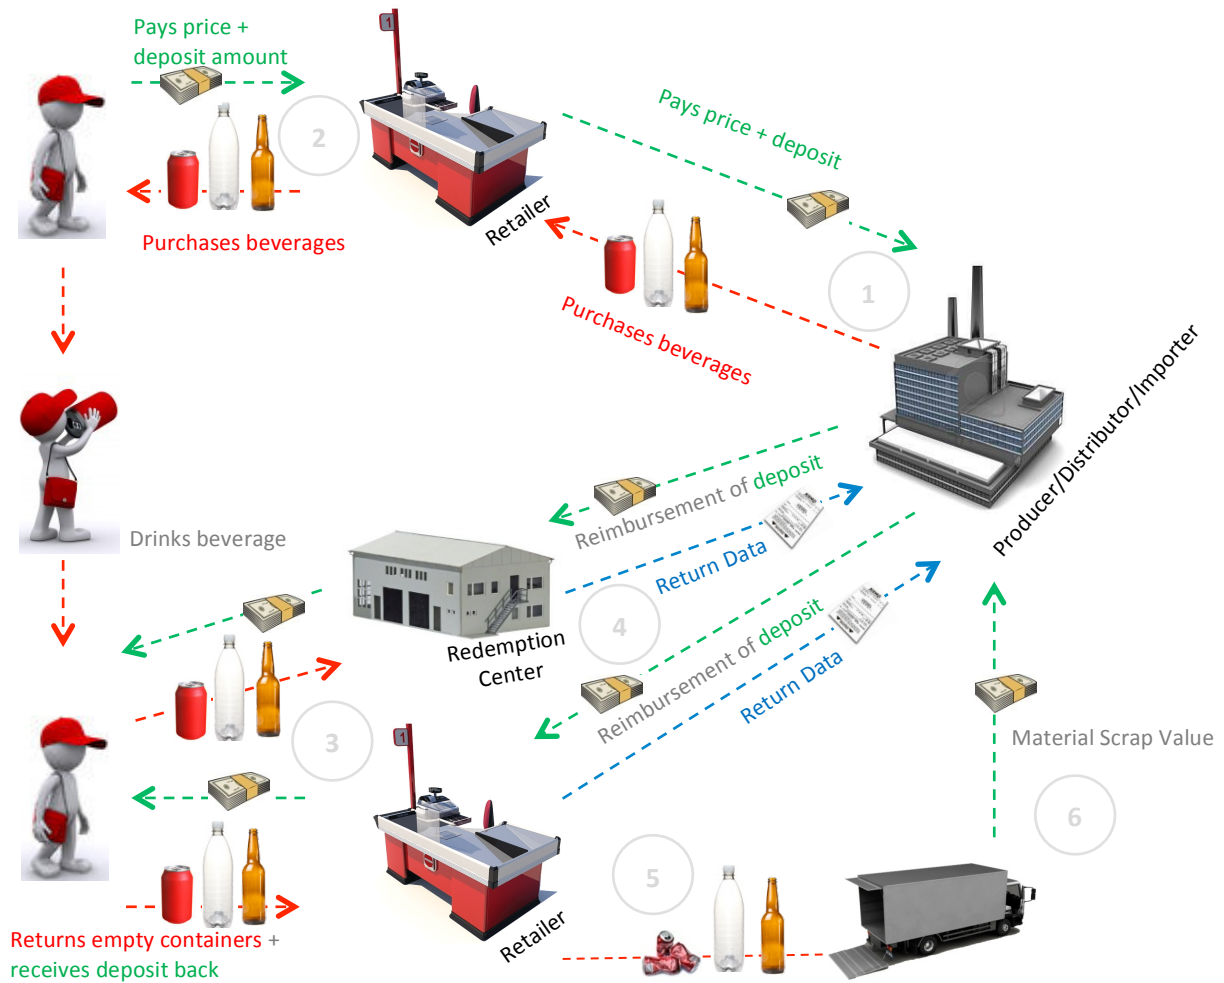 Pays price +
deposit amount
1
2
Pays price + deposit
Retailer
Purchases beverages
1
Purchases beverages
Producer/Distributor/Importer
Drinks beverage
Reimbursement of deposit
Return Data
4
Redemption
Center
Reimbursement of deposit
Return Data
3
1
Material Scrap Value
6
5
Retailer
Returns empty containers +
receives deposit back